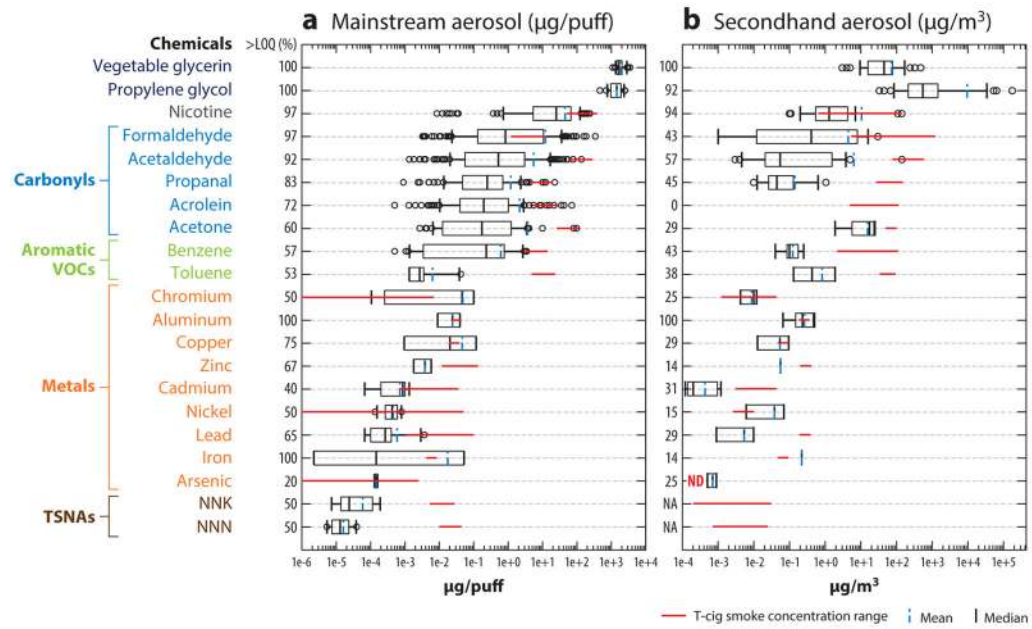 a Mainstream aerosol (µg/puff)
b Secondhand aerosol (µg/m³)
Chemicals >LOQ (%)
Vegetable glycerin 100 100
Propylene glycol 100 92
Nicotine 97 94
Carbonyls
Formaldehyde 97 43
Acetaldehyde 92 57
Propanal 83 45
Acrolein 72 0
Acetone 60 29
Aromatic
VOCs
Benzene 57 43
Toluene 53 38
Metals
Chromium 50 25
Aluminum 100 100
Copper 75 29
Zinc 67 14
Cadmium 40 31
Nickel 50 15
Lead 65 29
Iron 100 14
Arsenic 20 25 ND
TSNAs
NNK 50 NA
NNN 50 NA
1e-6 1e-5 1e-4 1e-3 1e-2 1e-1 1e+0 1e+1 1e+2 1e+3 1e+4
µg/puff
1e-4 1e-3 1e-2 1e-1 1e+0 1e+1 1e+2 1e+3 1e+4 1e+5
µg/m³
T-cig smoke concentration range Mean Median